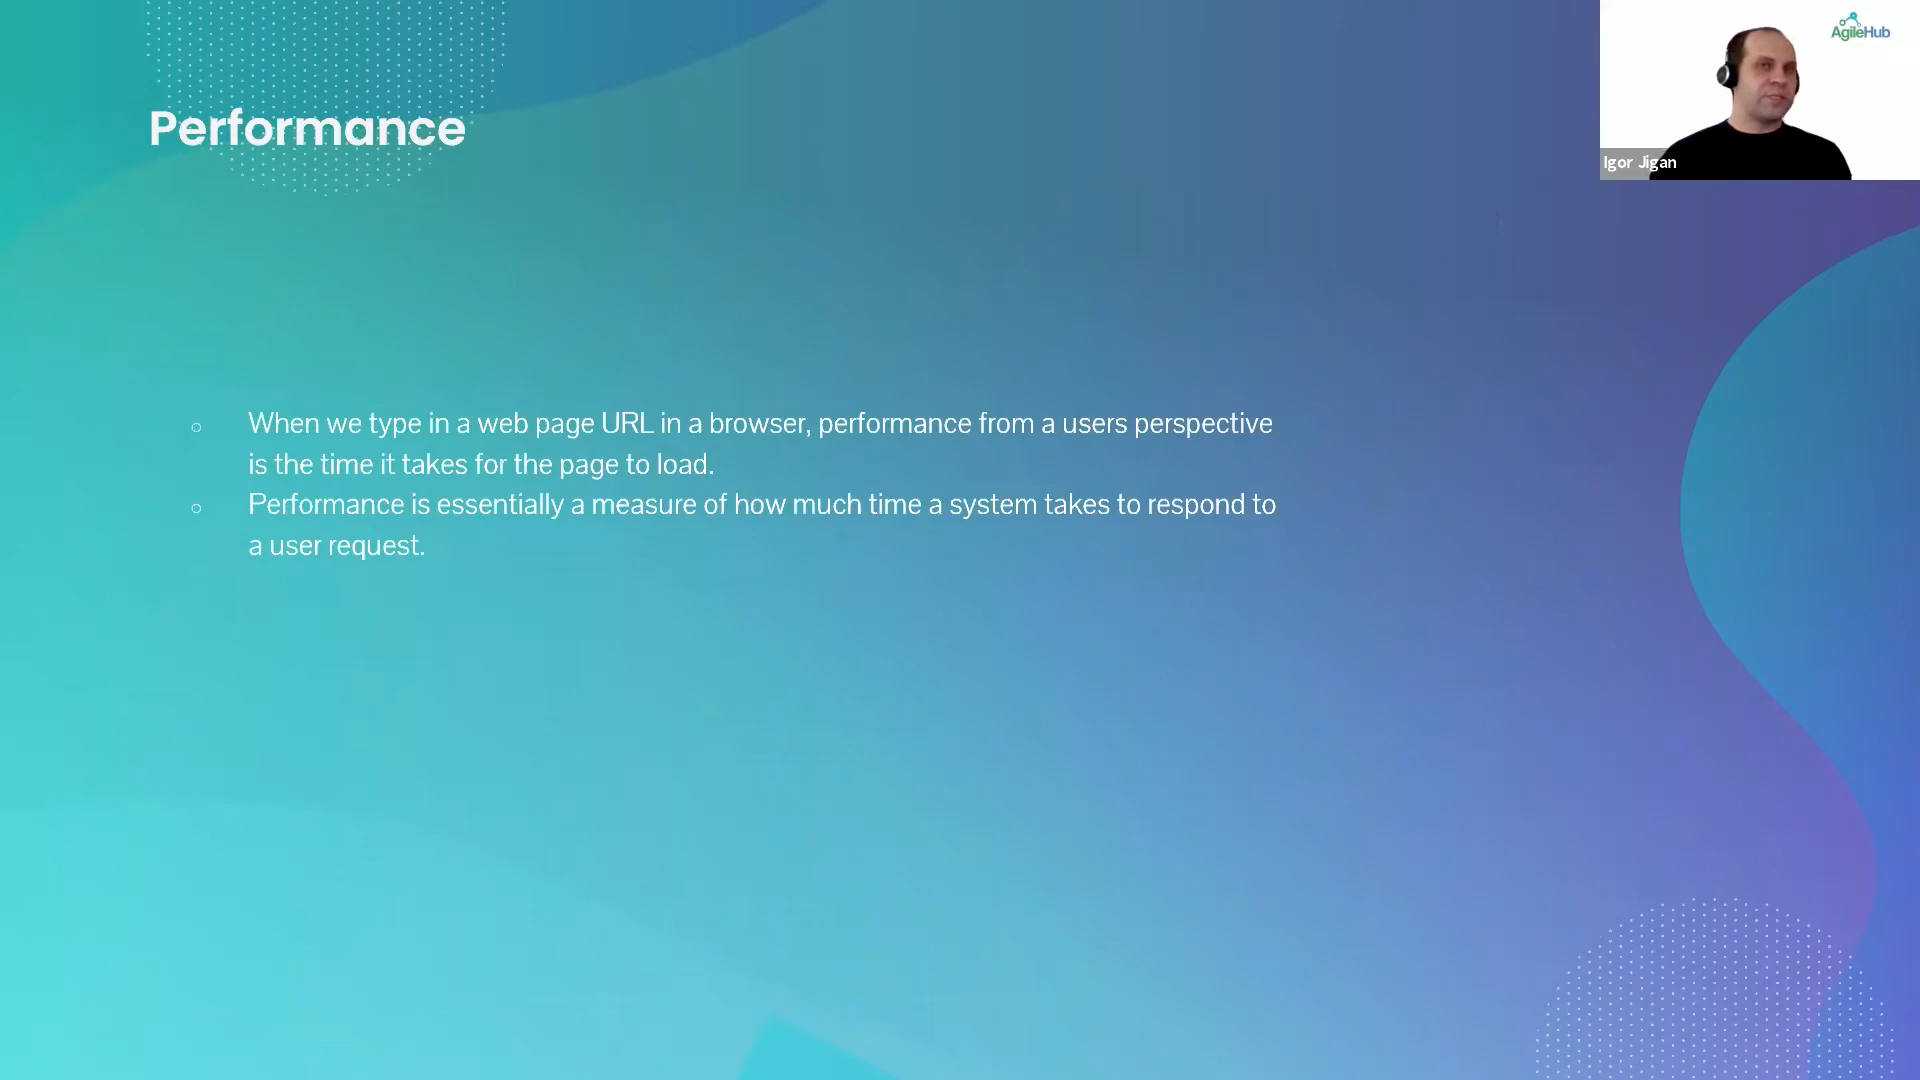 AgileHub
Performance
Igor Jigan
When we type in a web page URL in a browser, performance from a users perspective
is the time it takes for the page to load.
Performance is essentially a measure of how much time a system takes to respond to
a user request.